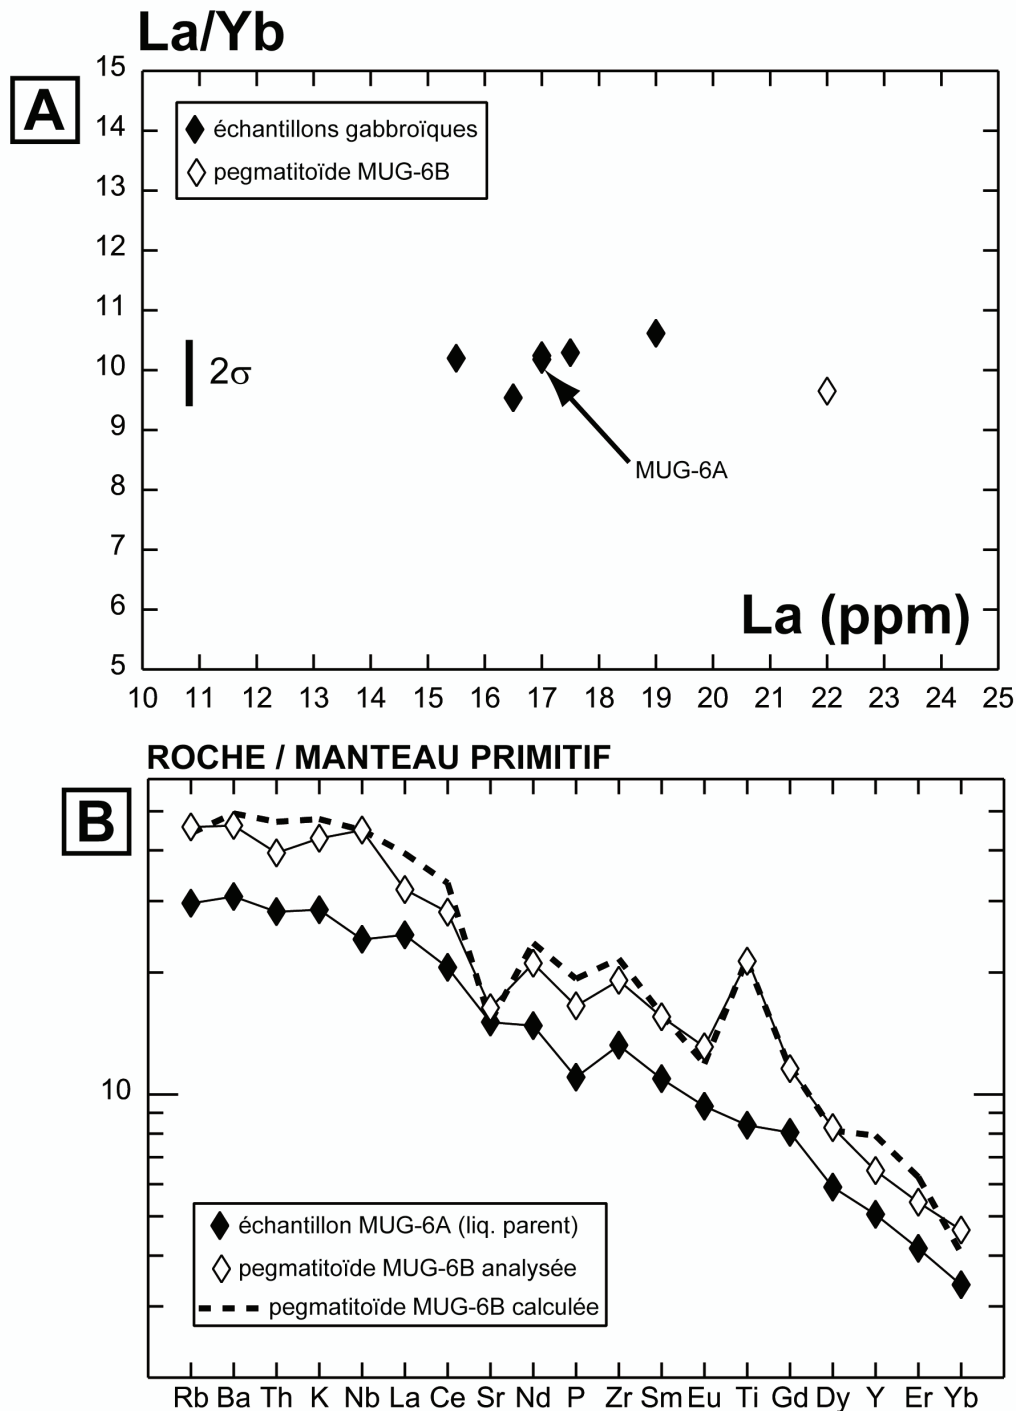 La/Yb
A
15
14
13
12
11
10
9
8
7
6
5
échantillons gabbroïques
pegmatitoïde MUG-6B
2σ
MUG-6A
La (ppm)
10 11 12 13 14 15 16 17 18 19 20 21 22 23 24 25
ROCHE / MANTEAU PRIMITIF
B
10
échantillon MUG-6A (liq. parent)
pegmatitoïde MUG-6B analysée
pegmatitoïde MUG-6B calculée
Rb Ba Th K Nb La Ce Sr Nd P Zr Sm Eu Ti Gd Dy Y Er Yb